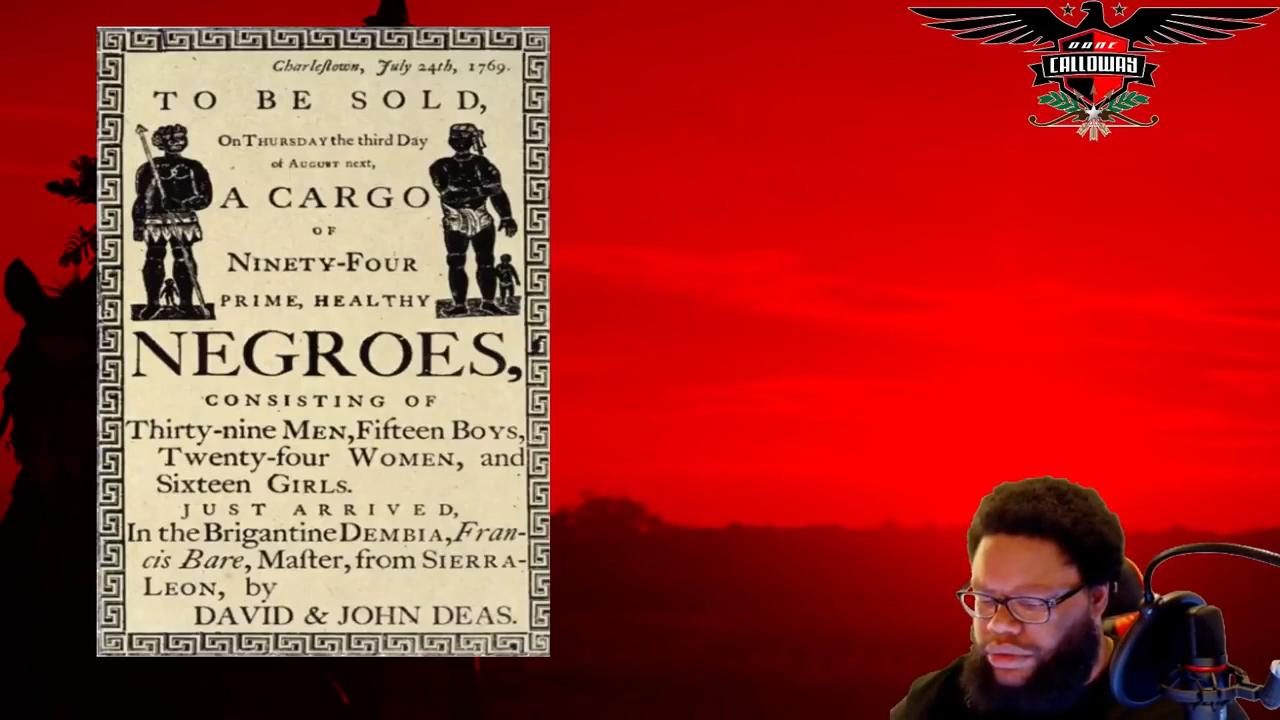 Charleſtown, July 24th, 1769.
TO BE SOLD,
On THURSDAY the third Day
of AUGUST next,
A CARGO
OF
NINETY-FOUR
PRIME, HEALTHY
NEGROES,
CONSISTING OF
Thirty-nine MEN, Fifteen BOYS,
Twenty-four WOMEN, and
Sixteen GIRLS.
JUST ARRIVED,
In the Brigantine DEMBIA, Fran-
cis Bare, Maſter, from SIERRA-
LEON, by
DAVID & JOHN DEAS.
DANE
CALLOWAY